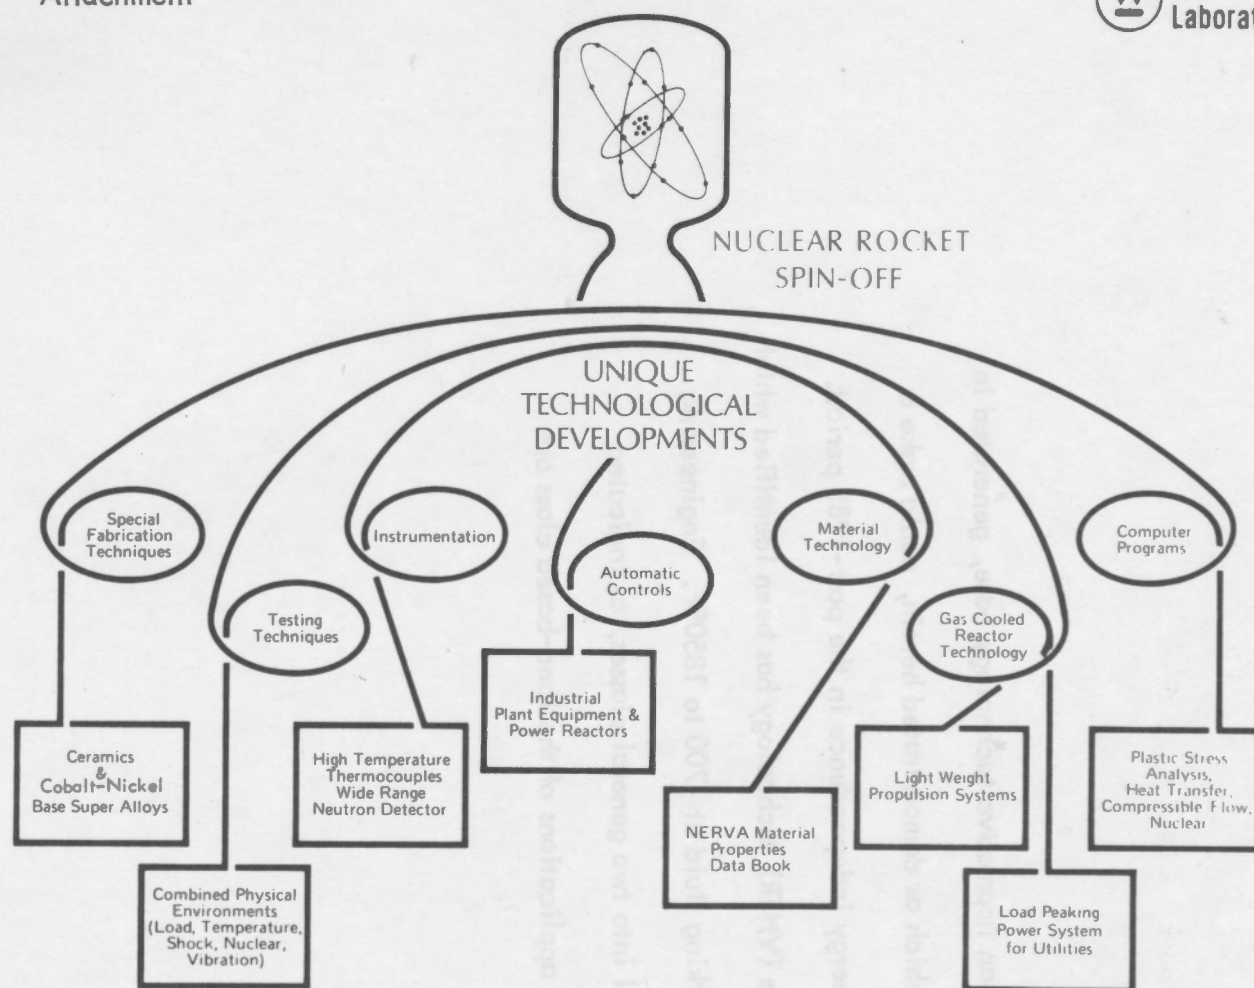 Laborat
NUCLEAR ROCKET
SPIN-OFF
UNIQUE
TECHNOLOGICAL
DEVELOPMENTS
Special
Fabrication
Techniques
Testing
Techniques
Instrumentation
Automatic
Controls
Material
Technology
Gas Cooled
Reactor
Technology
Computer
Programs
Ceramics
&
Cobalt-Nickel
Base Super Alloys
Combined Physical
Environments
(Load, Temperature,
Shock, Nuclear,
Vibration)
High Temperature
Thermocouples
Wide Range
Neutron Detector
Industrial
Plant Equipment &
Power Reactors
NERVA Material
Properties
Data Book
Light Weight
Propulsion Systems
Load Peaking
Power System
for Utilities
Plastic Stress
Analysis,
Heat Transfer,
Compressible Flow,
Nuclear